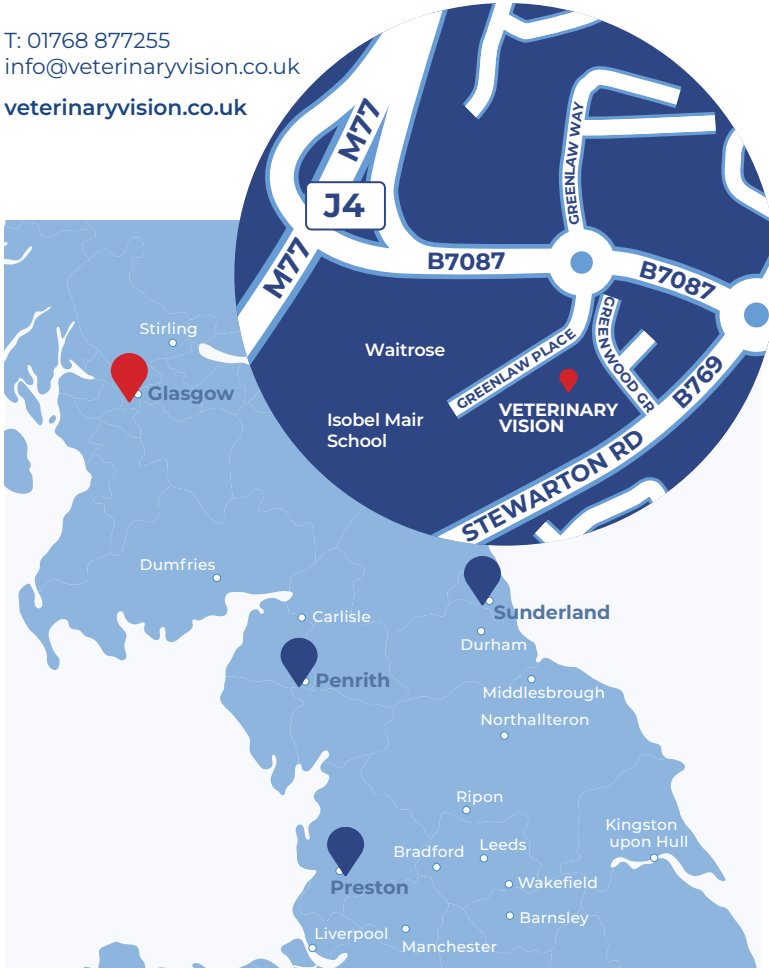 T: 01768 877255
info@veterinaryvision.co.uk
veterinaryvision.co.uk
M77
J4
M77
GREENLAW WAY
B7087
B7087
Waitrose
GREENLAW PLACE
GREENWOOD GR
B769
VETERINARY
VISION
Isobel Mair
School
STEWARTON RD
Stirling
Glasgow
Dumfries
Carlisle
Sunderland
Durham
Penrith
Middlesbrough
Northallteron
Ripon
Kingston
upon Hull
Bradford
Leeds
Preston
Wakefield
Barnsley
Liverpool
Manchester